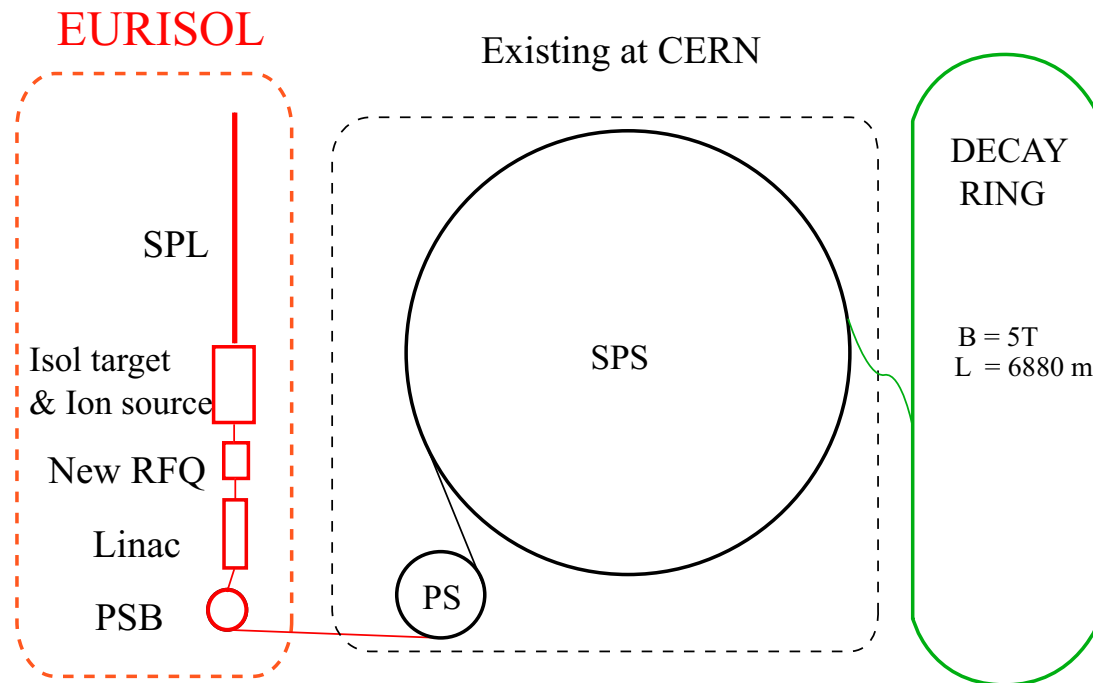 EURISOL
SPL
Isol target
& Ion source
New RFQ
Linac
PSB
Existing at CERN
SPS
PS
DECAY
RING
B = 5T
L = 6880 m